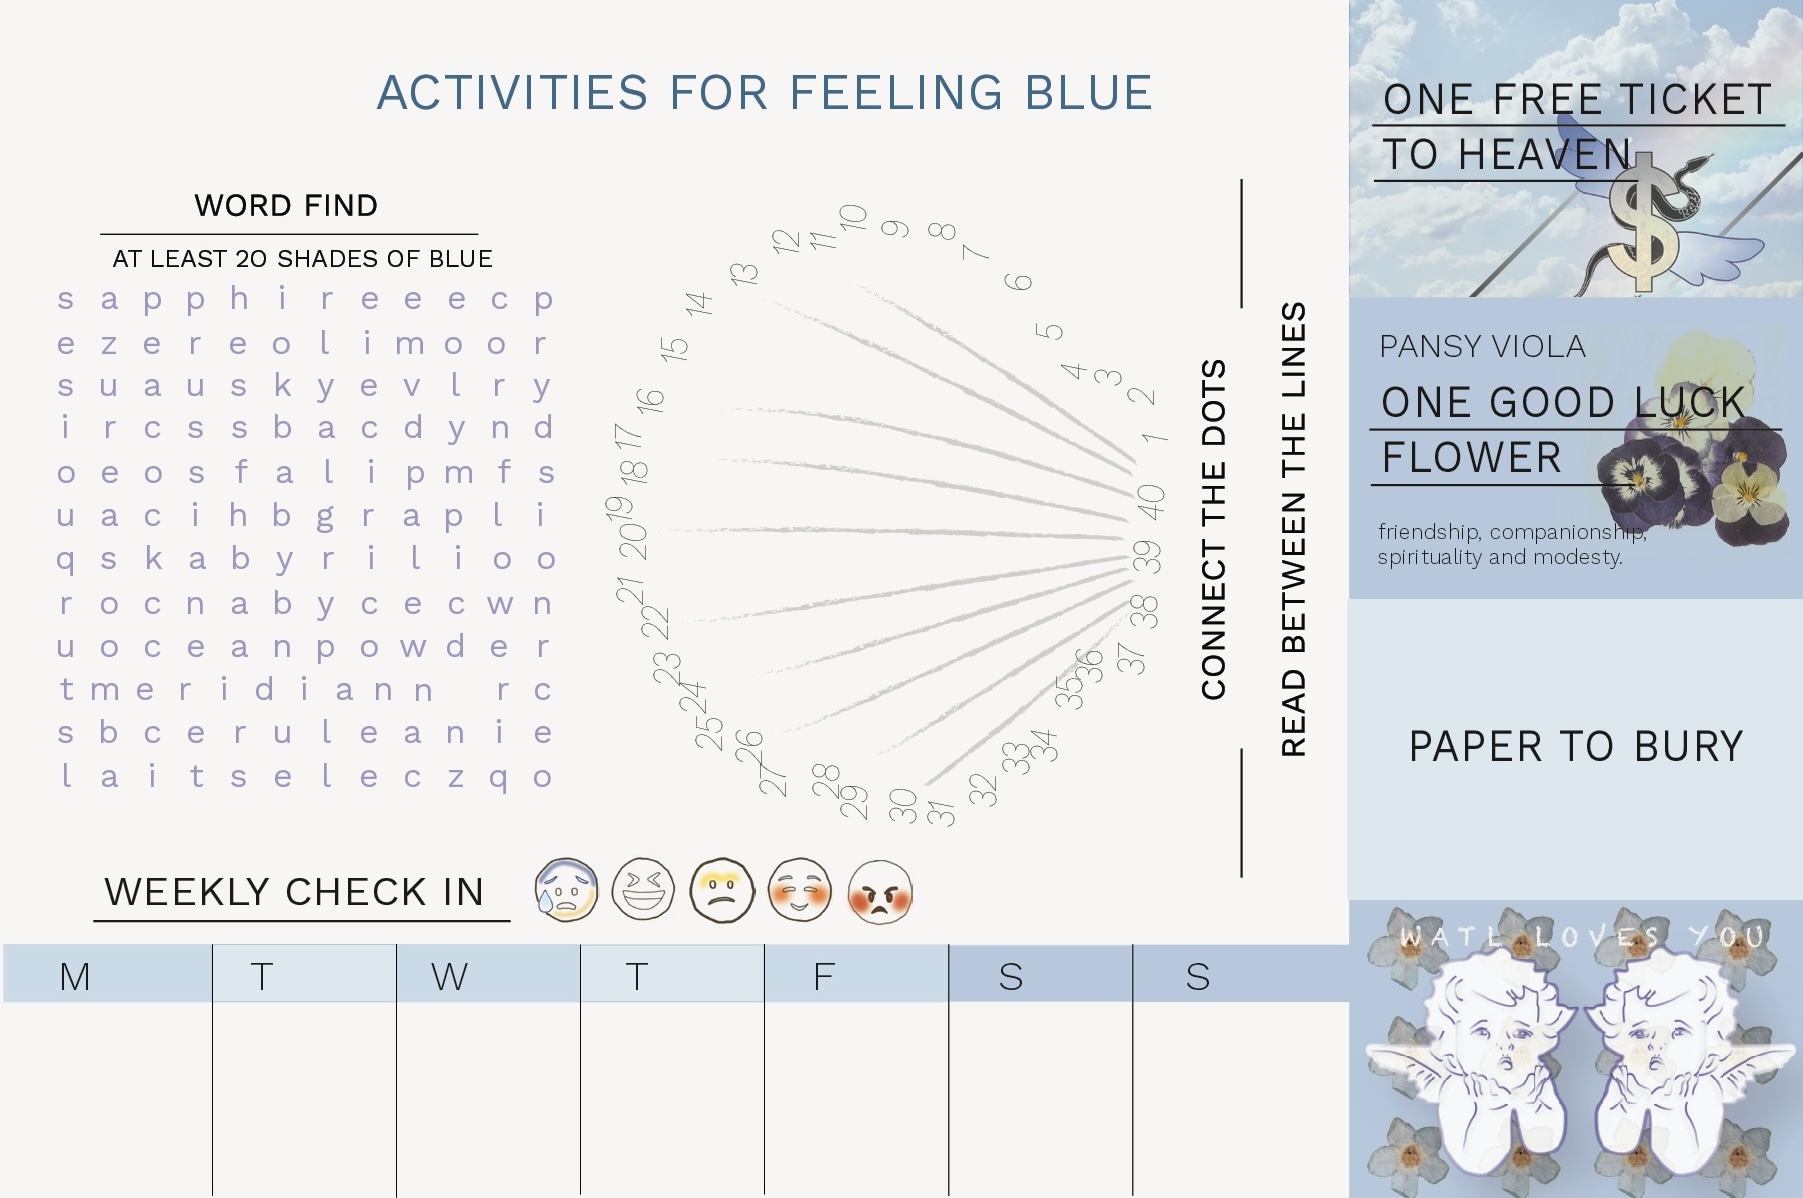 ACTIVITIES FOR FEELING BLUE
WORD FIND
AT LEAST 20 SHADES OF BLUE
s a p p h i r e e e c p
e z e r e o l i m o o r
s u a u s k y e v l r y
i r c s s b a c d y n d
o e o s f a l i p m f s
u a c i h b g r a p l i
q s k a b y r i l i o o
r o c n a b y c e c w n
u o c e a n p o w d e r
t m e r i d i a n n r c
s b c e r u l e a n i e
l a i t s e l e c z q o
1
2
3
4
5
6
7
8
9
10
11
12
13
14
15
16
17
18
19
20
21
22
23
24
25
26
27
28
29
30
31
32
33
34
35
36
37
38
39
40
CONNECT THE DOTS
READ BETWEEN THE LINES
WEEKLY CHECK IN
M T W T F S S
ONE FREE TICKET
TO HEAVEN
$
PANSY VIOLA
ONE GOOD LUCK
FLOWER
friendship, companionship,
spirituality and modesty.
PAPER TO BURY
WATL LOVES YOU